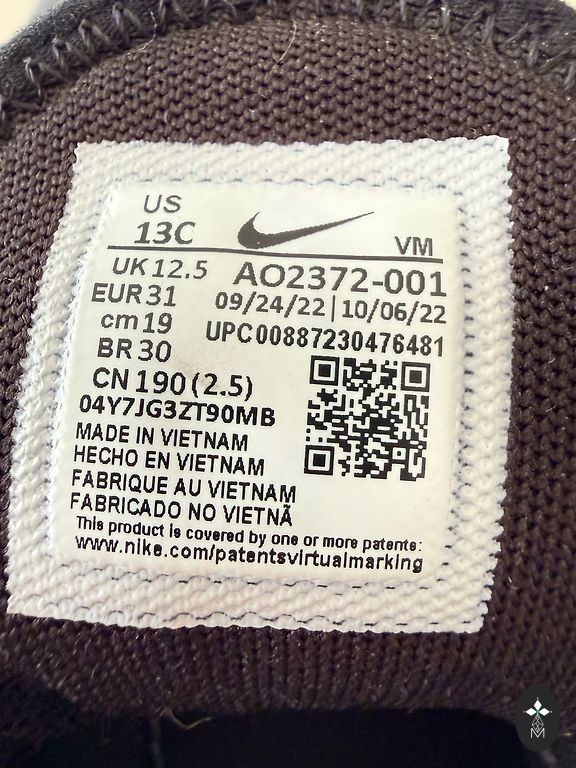 US
13C
VM
UK 12.5
AO2372-001
EUR 31
09/24/22 | 10/06/22
cm 19
UPC00887230476481
BR 30
CN 190 (2.5)
04Y7JG3ZT90MB
MADE IN VIETNAM
HECHO EN VIETNAM
FABRIQUE AU VIETNAM
FABRICADO NO VIETNÃ
This product is covered by one or more patents:
www.nike.com/patentsvirtualmarking
M